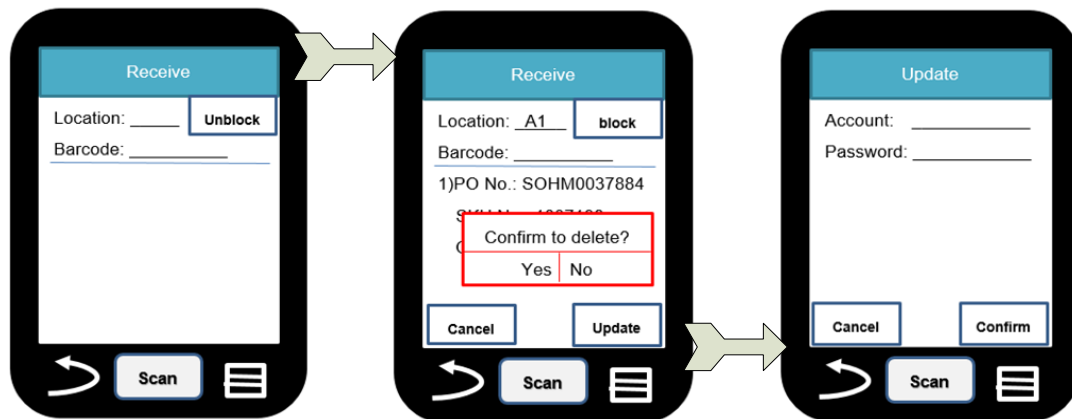 Receive
Location: _____ Unblock
Barcode: __________
Scan
Receive
Location: _A1___ block
Barcode: __________
1)PO No.: SOHM0037884
Confirm to delete?
Yes No
Cancel Update
Scan
Update
Account: ____________
Password: ____________
Cancel Confirm
Scan